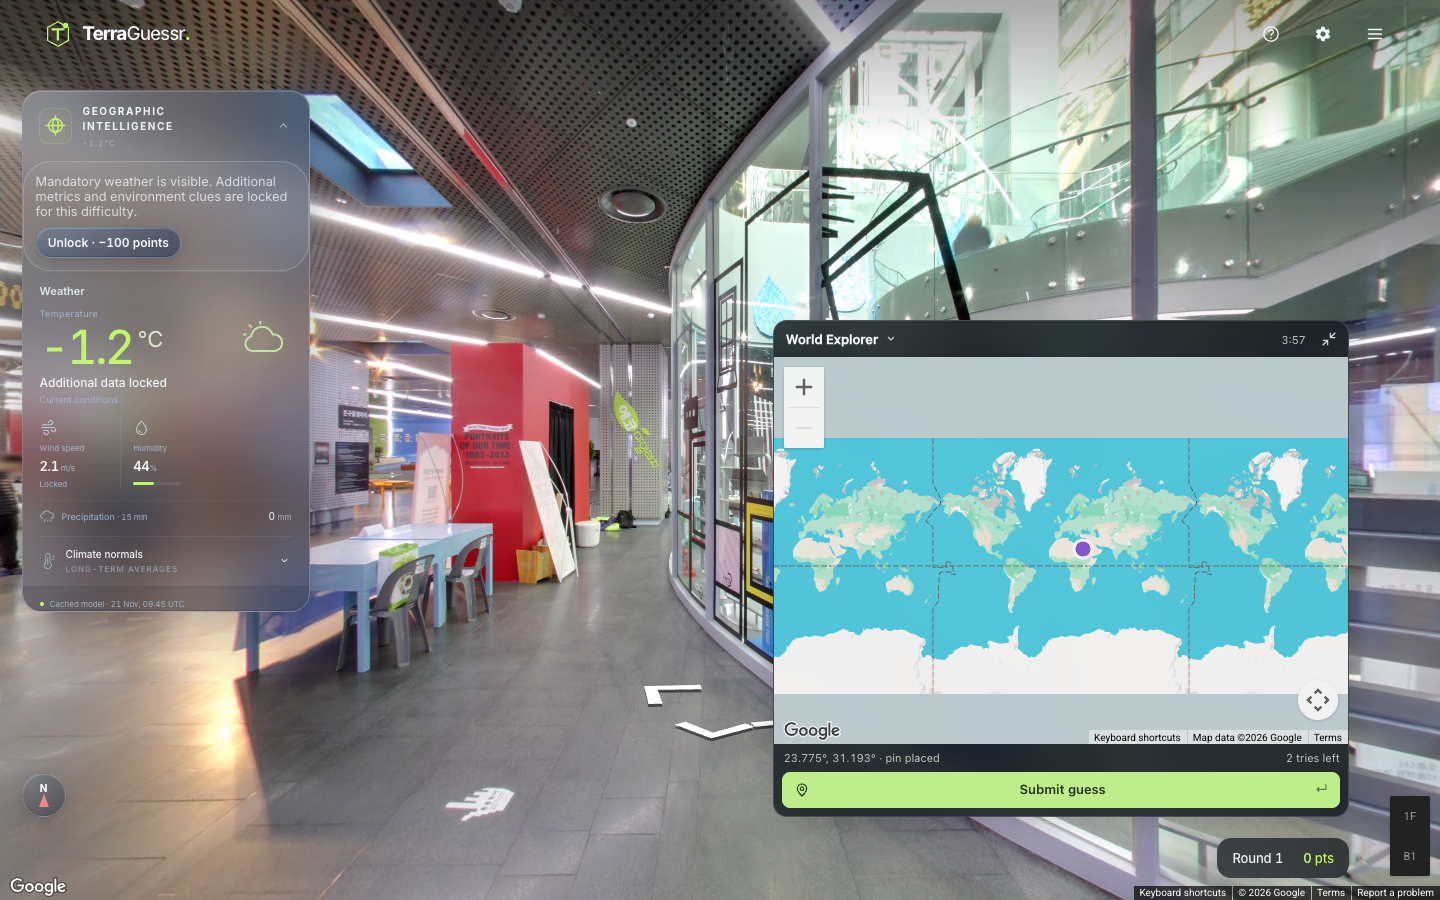 TerraGuessr.
GEOGRAPHIC
INTELLIGENCE
-1.2°C
Mandatory weather is visible. Additional
metrics and environment clues are locked
for this difficulty.
Unlock · −100 points
Weather
Temperature
-1.2°C
Additional data locked
Current conditions
Wind speed
2.1 m/s
Locked
Humidity
44%
Precipitation · 15 min
0 mm
Climate normals
LONG-TERM AVERAGES
Cached model · 21 Nov, 09:45 UTC
N
Google
PORTRAITS
OF OUR TIME:
1883-2013
World Explorer
3:57
Google
Keyboard shortcuts
Map data ©2026 Google
Terms
23.775°, 31.193° · pin placed
2 tries left
Submit guess
Round 1
0 pts
1F
B1
Keyboard shortcuts
© 2026 Google
Terms
Report a problem